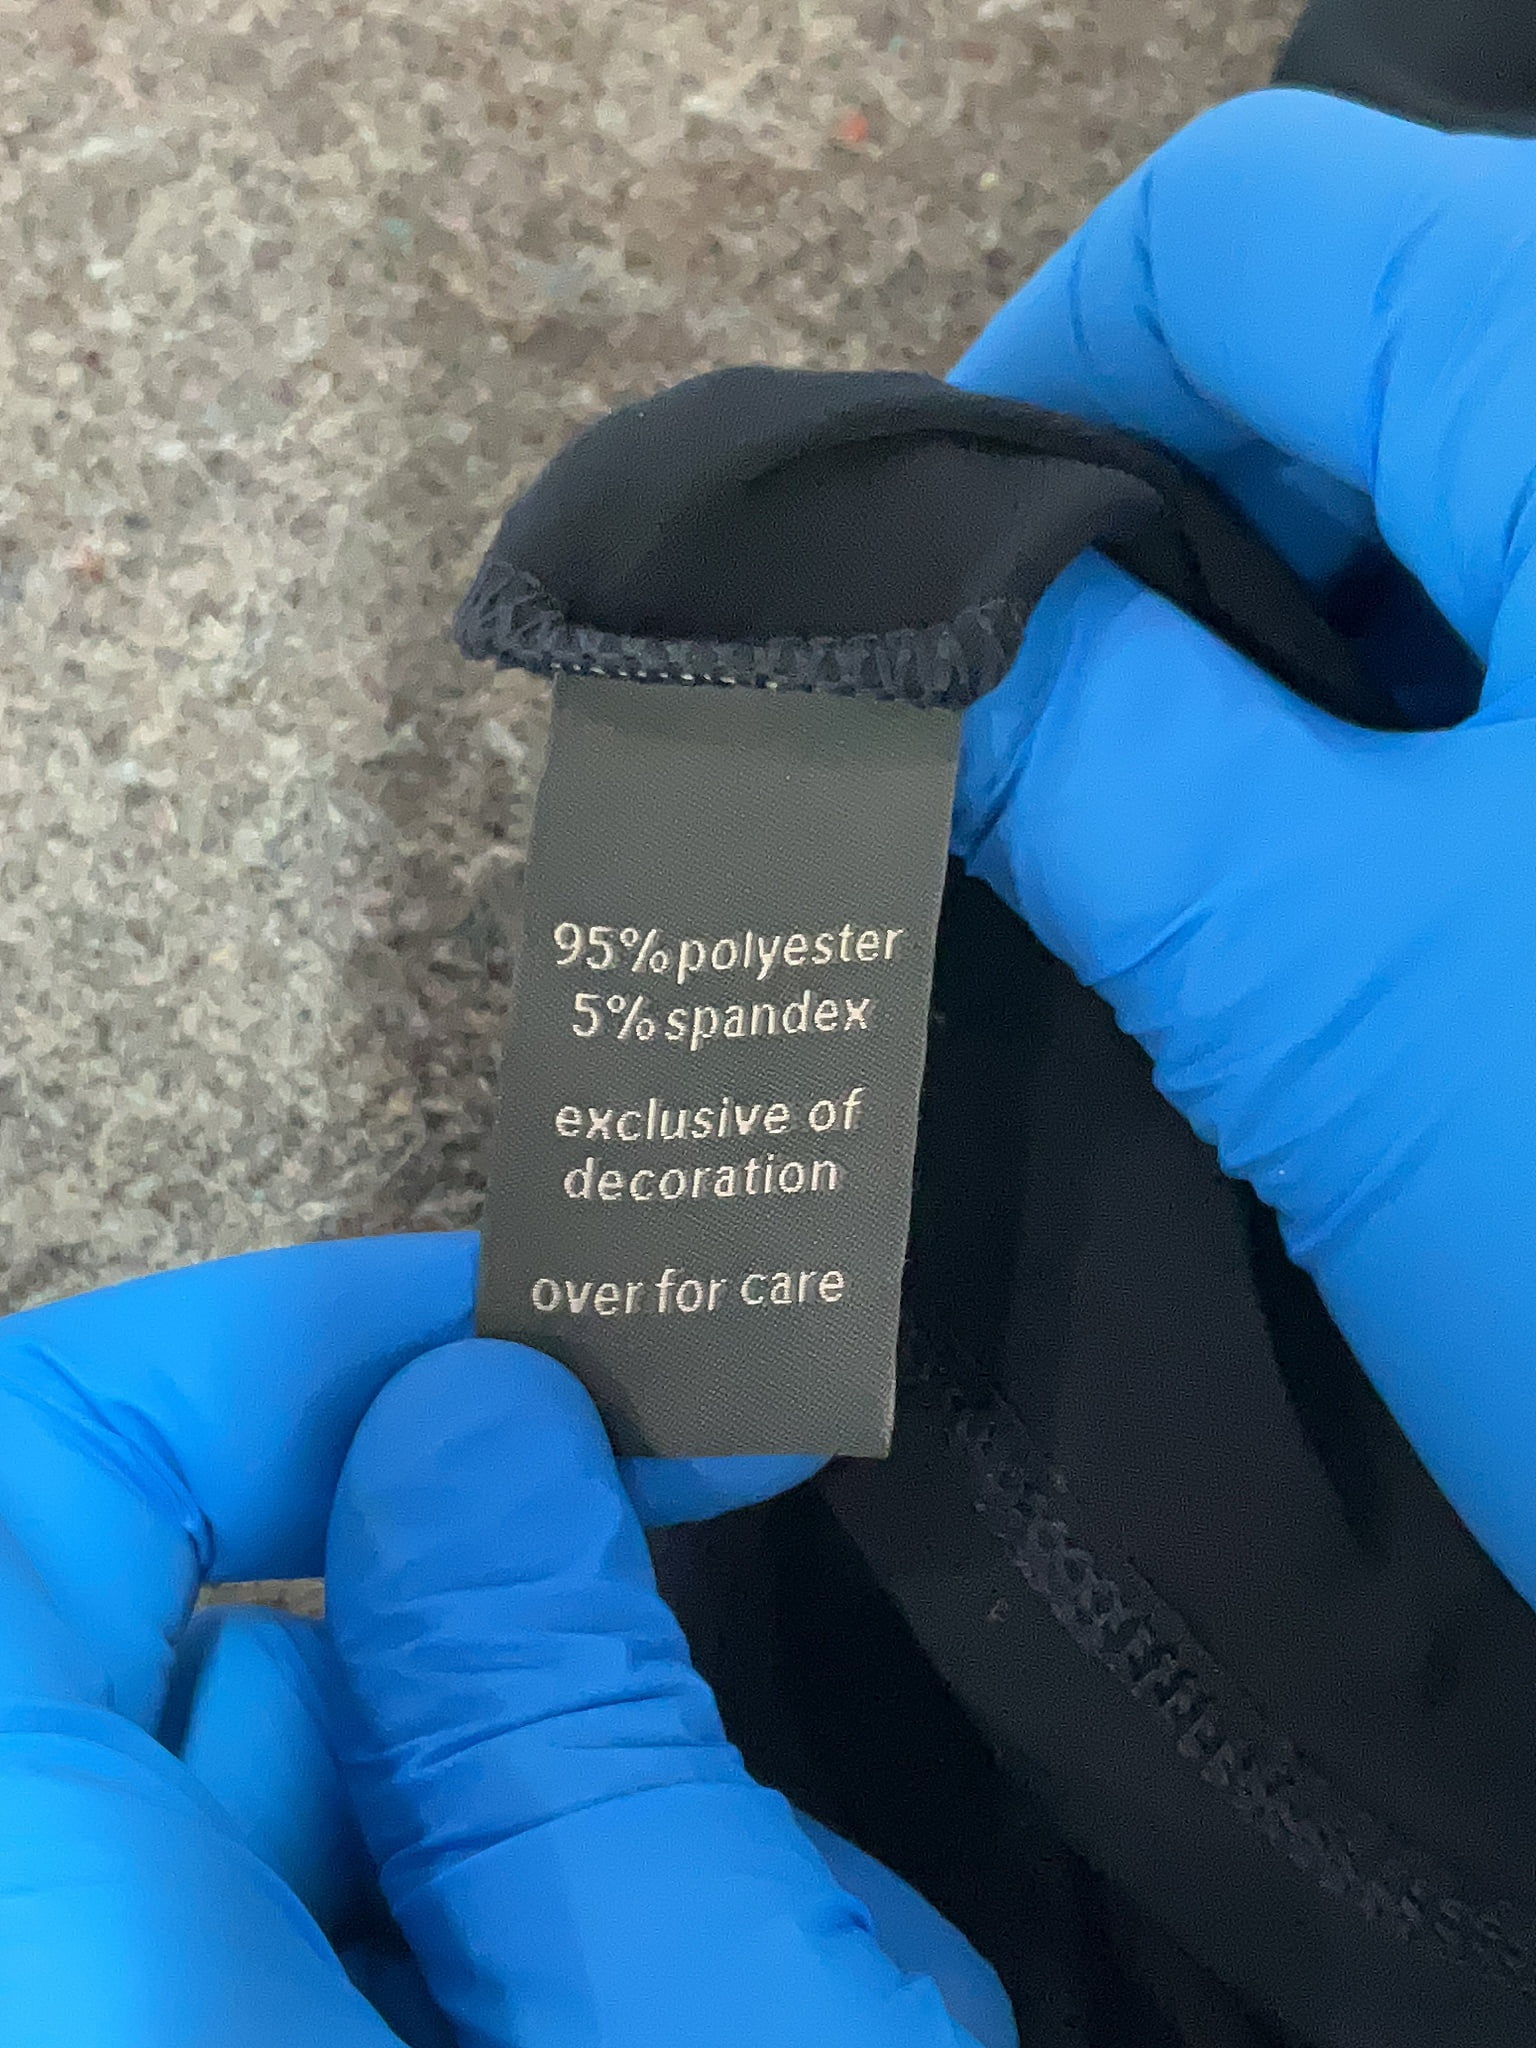 95% polyester
5% spandex
exclusive of
decoration
over for care